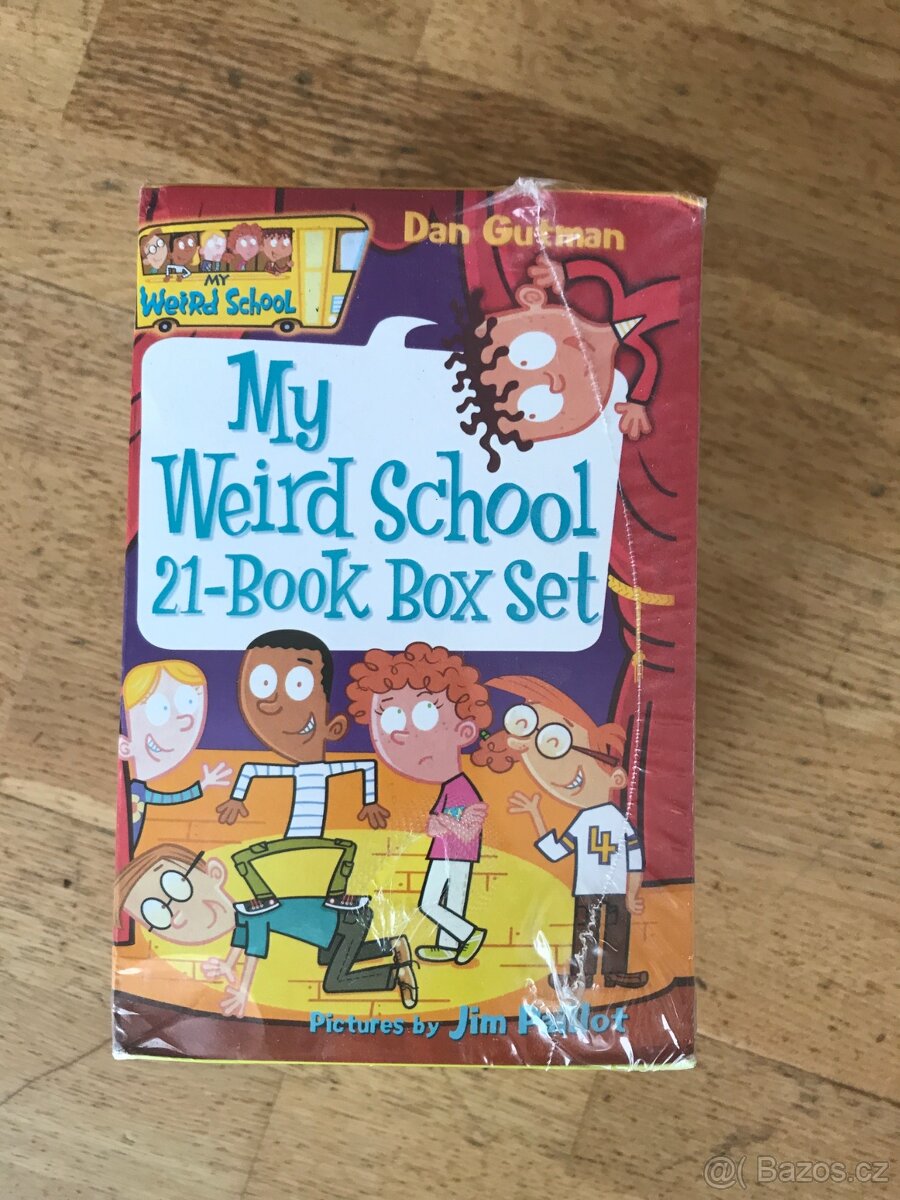 Dan Gutman
MY
Weird School
My
Weird School
21-Book Box Set
4
Pictures by Jim Paillot
@( Bazos.cz